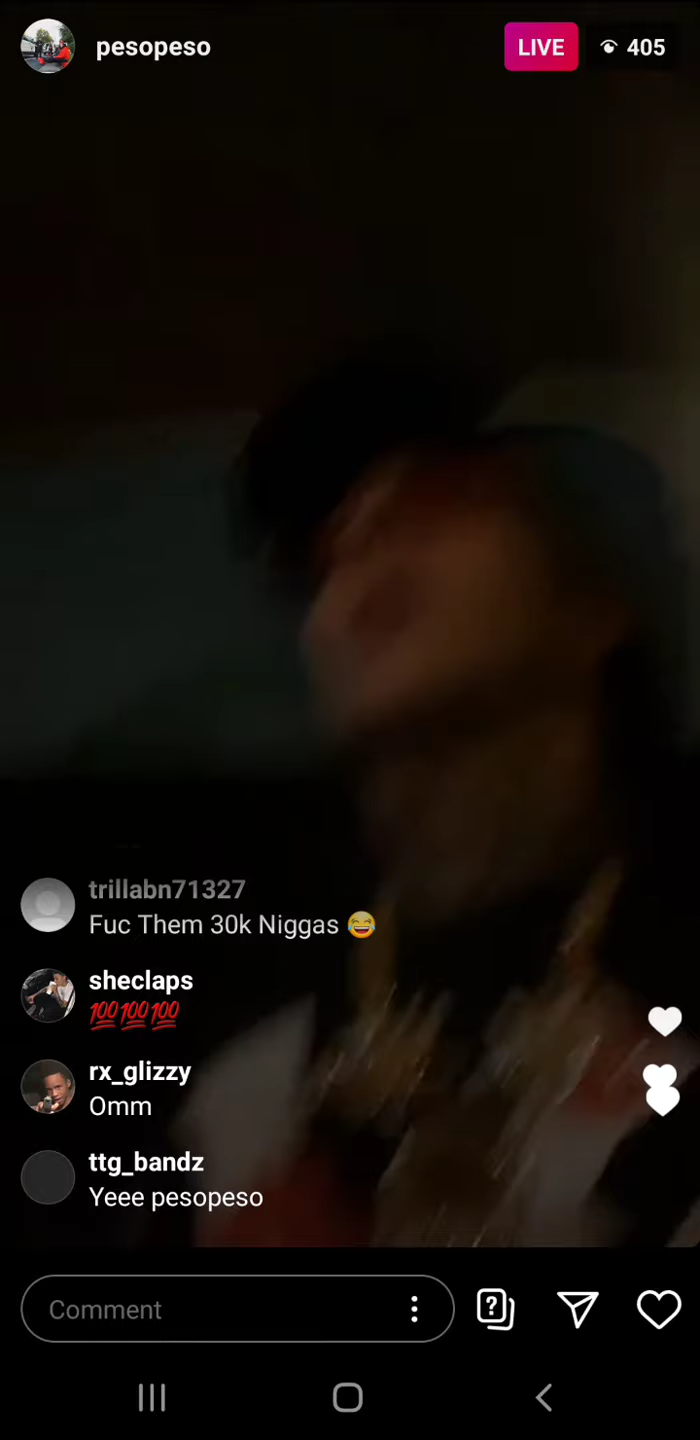 pesopeso
LIVE 405
trillabn71327
Fuc Them 30k Niggas 😂
sheclaps
💯💯💯
rx_glizzy
Omm
ttg_bandz
Yeee pesopeso
Comment